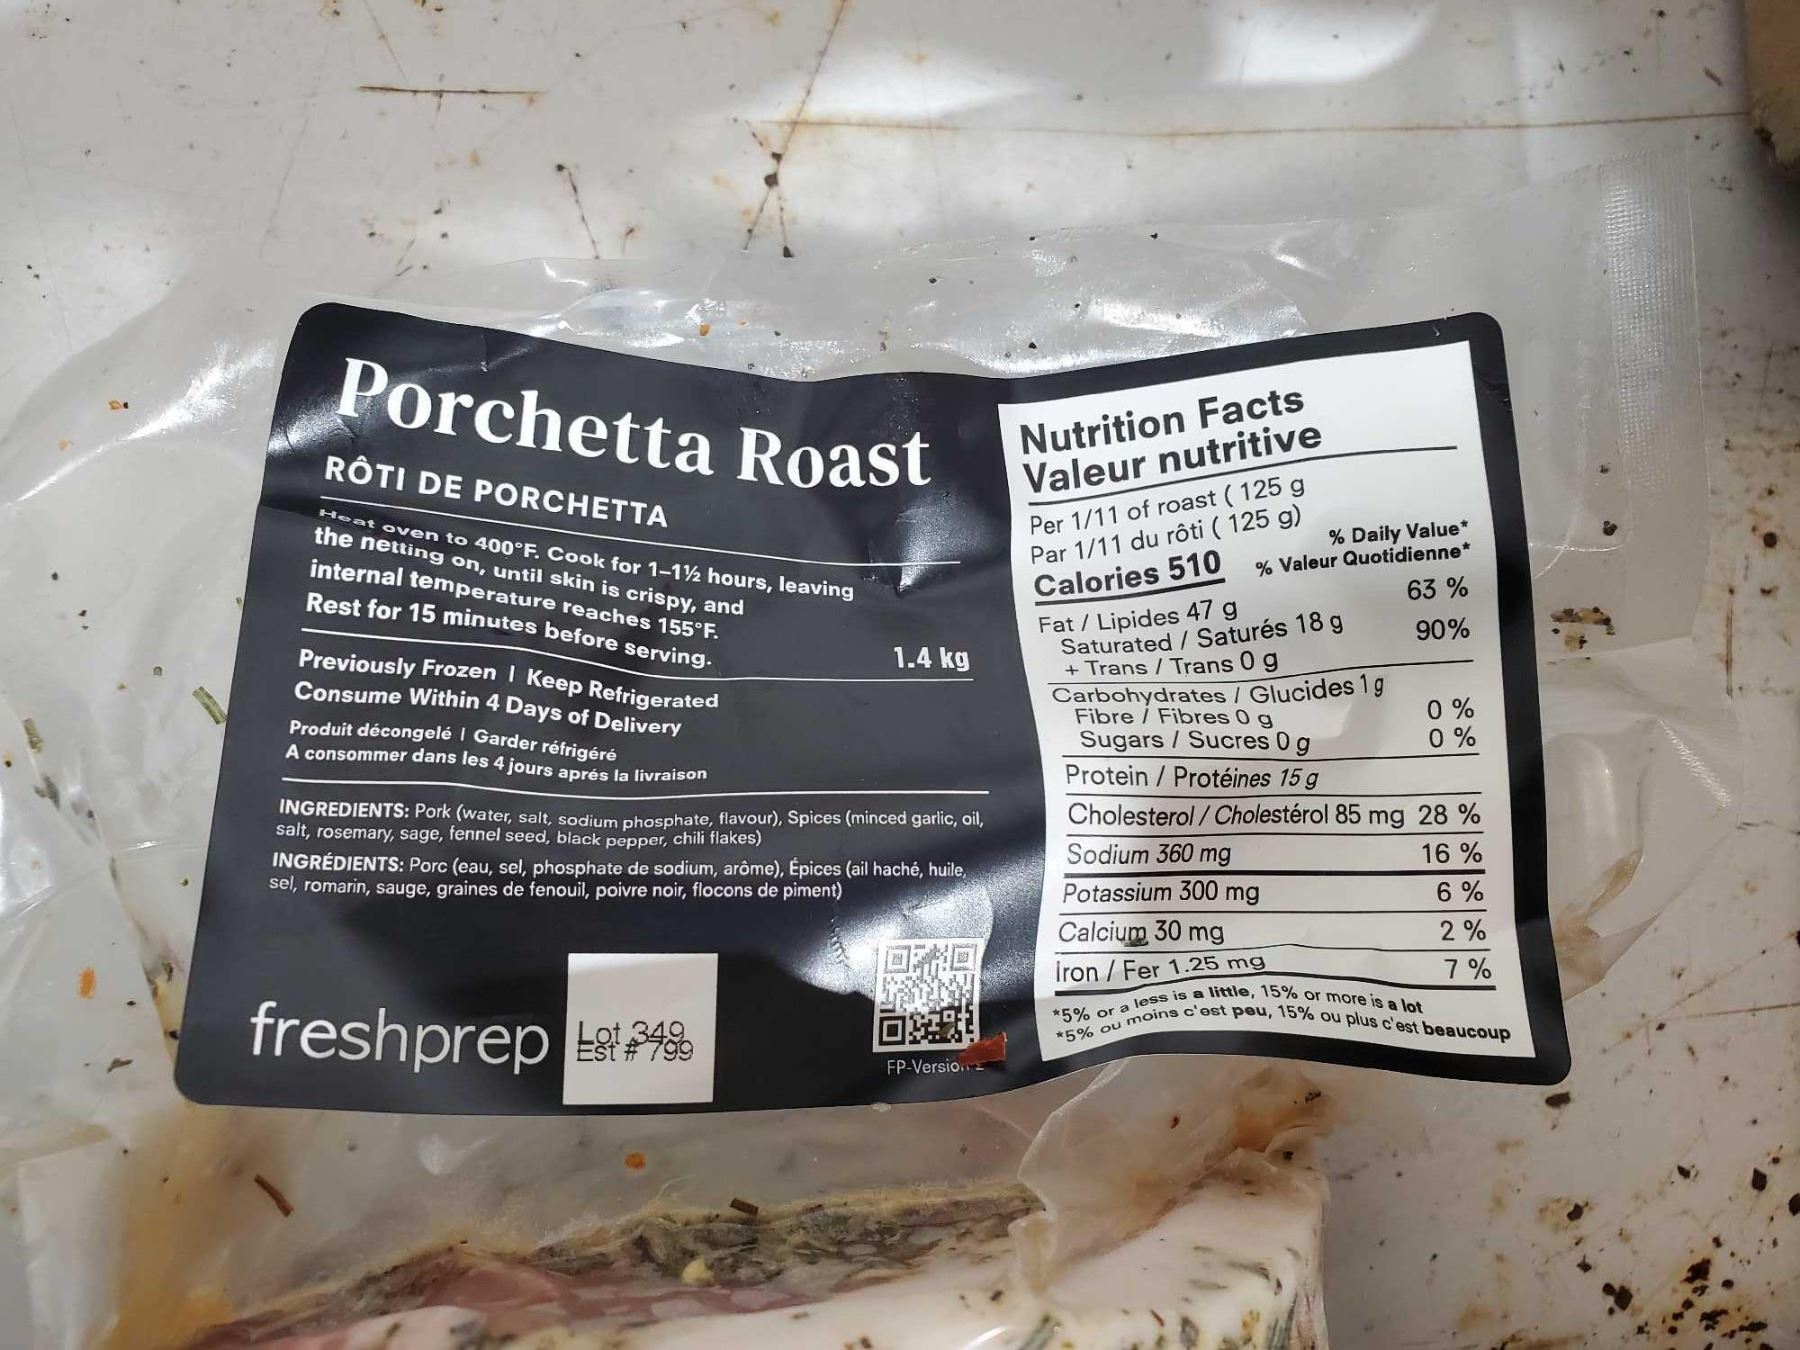 Porchetta Roast
RÔTI DE PORCHETTA
Heat oven to 400°F. Cook for 1–1½ hours, leaving
the netting on, until skin is crispy, and
internal temperature reaches 155°F.
Rest for 15 minutes before serving.
1.4 kg
Previously Frozen | Keep Refrigerated
Consume Within 4 Days of Delivery
Produit décongelé | Garder réfrigéré
A consommer dans les 4 jours aprés la livraison
INGREDIENTS: Pork (water, salt, sodium phosphate, flavour), Spices (minced garlic, oil,
salt, rosemary, sage, fennel seed, black pepper, chili flakes)
INGRÉDIENTS: Porc (eau, sel, phosphate de sodium, arôme), Épices (ail haché, huile,
sel, romarin, sauge, graines de fenouil, poivre noir, flocons de piment)
freshprep
Lot 349
Est # 799
FP-Version
Nutrition Facts
Valeur nutritive
Per 1/11 of roast ( 125 g
Par 1/11 du rôti ( 125 g)
Calories 510
% Daily Value*
% Valeur Quotidienne*
Fat / Lipides 47 g 63 %
Saturated / Saturés 18 g 90%
+ Trans / Trans 0 g
Carbohydrates / Glucides 1 g
Fibre / Fibres 0 g 0 %
Sugars / Sucres 0 g 0 %
Protein / Protéines 15 g
Cholesterol / Cholestérol 85 mg 28 %
Sodium 360 mg 16 %
Potassium 300 mg 6 %
Calcium 30 mg 2 %
Iron / Fer 1.25 mg 7 %
*5% or a less is a little, 15% or more is a lot
*5% ou moins c'est peu, 15% ou plus c'est beaucoup